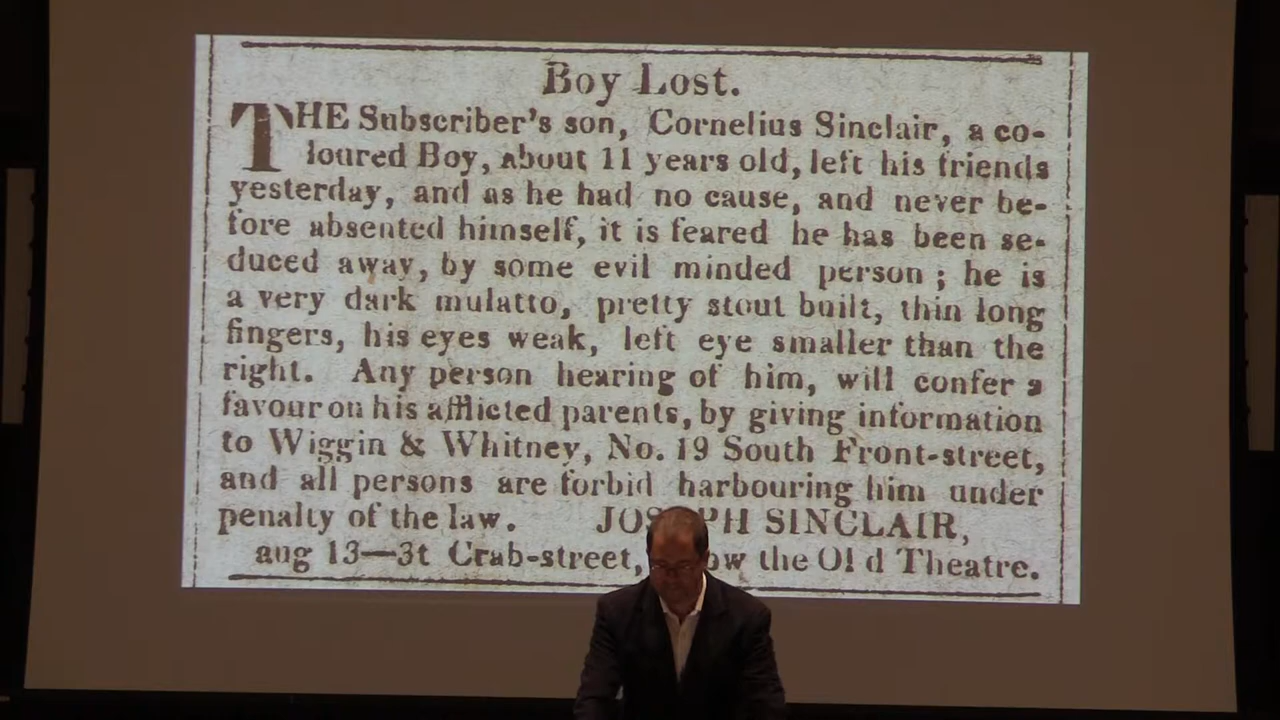 Boy Lost.
THE Subscriber's son, Cornelius Sinclair, a co-
loured Boy, about 11 years old, left his friends
yesterday, and as he had no cause, and never be-
fore absented himself, it is feared he has been se-
duced away, by some evil minded person; he is
a very dark mulatto, pretty stout built, thin long
fingers, his eyes weak, left eye smaller than the
right. Any person hearing of him, will confer a
favour on his afflicted parents, by giving information
to Wiggin & Whitney, No. 19 South Front-street,
and all persons are forbid harbouring him under
penalty of the law. SINCLAIR,
aug 13—3t Crab-street, the Ol d Theatre.